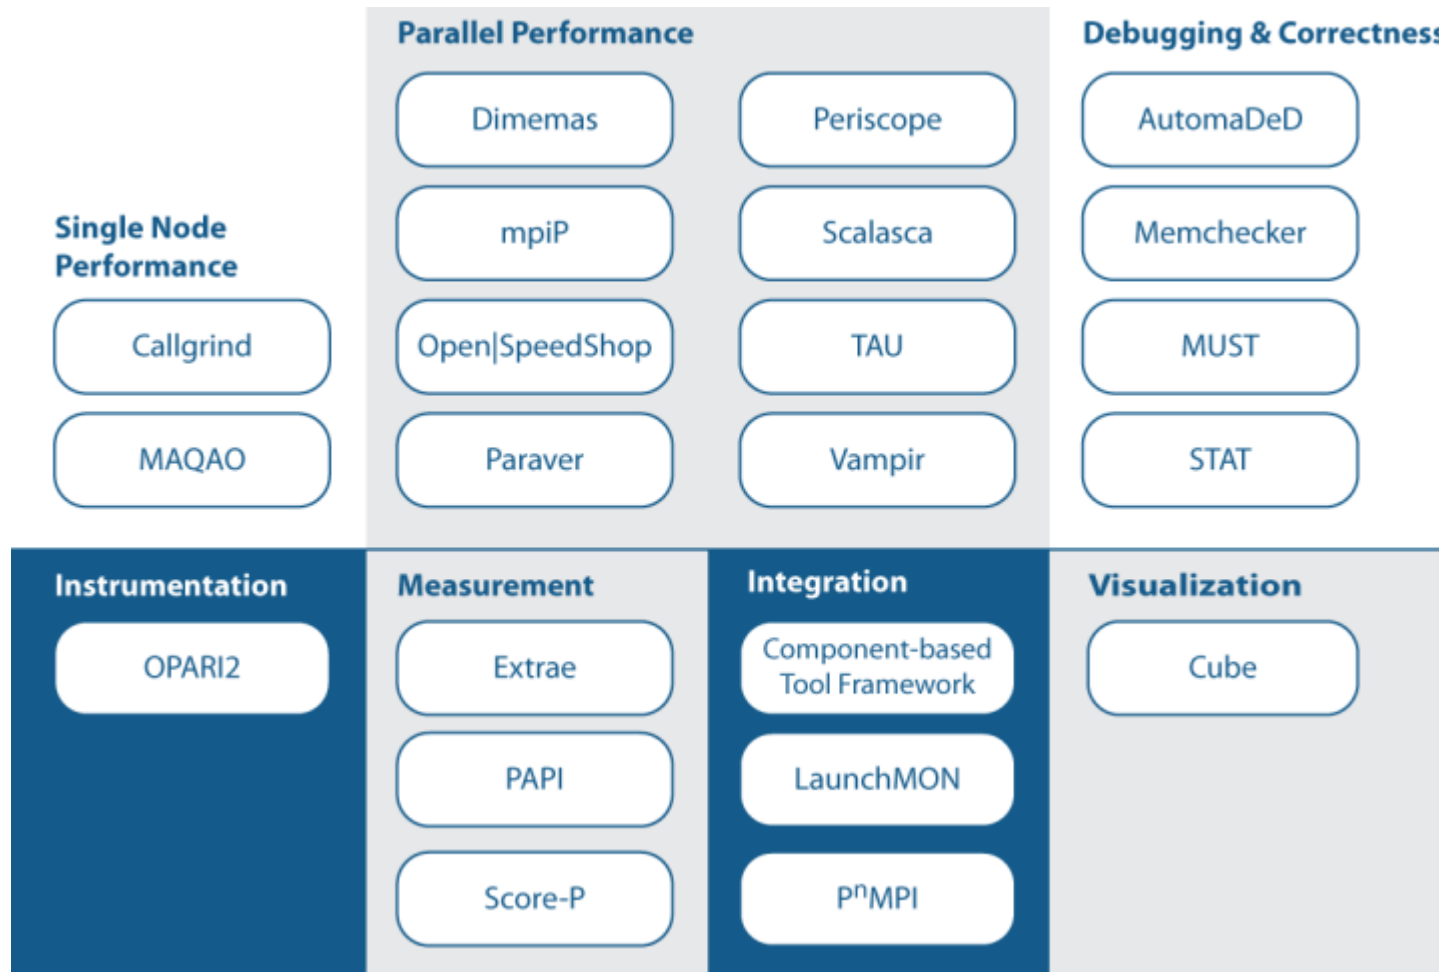 Parallel Performance
Debugging & Correctness
Dimemas
Periscope
AutomaDeD
Single Node
Performance
mpiP
Scalasca
Memchecker
Callgrind
Open|SpeedShop
TAU
MUST
MAQAO
Paraver
Vampir
STAT
Instrumentation
Measurement
Integration
Visualization
OPARI2
Extrae
Component-based
Tool Framework
Cube
PAPI
LaunchMON
Score-P
PⁿMPI